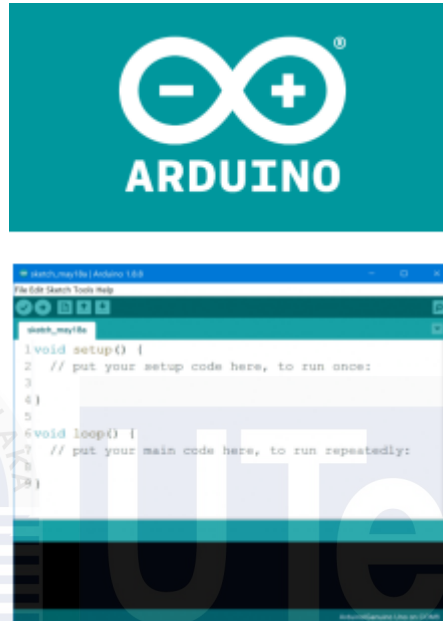 ®
ARDUINO
sketch_may18a | Arduino 1.8.8
File Edit Sketch Tools Help
sketch_may18a
1 void setup() {
2 // put your setup code here, to run once:
3
4 }
5
6 void loop() {
7 // put your main code here, to run repeatedly:
8
9 }
UTe
AKA